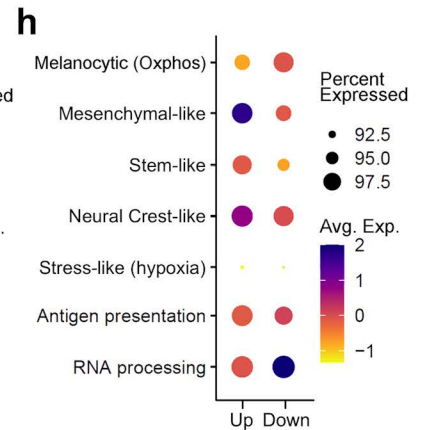 h
ed
.
Melanocytic (Oxphos)
Mesenchymal-like
Stem-like
Neural Crest-like
Stress-like (hypoxia)
Antigen presentation
RNA processing
Up Down
Percent
Expressed
92.5
95.0
97.5
Avg. Exp.
2
1
0
−1